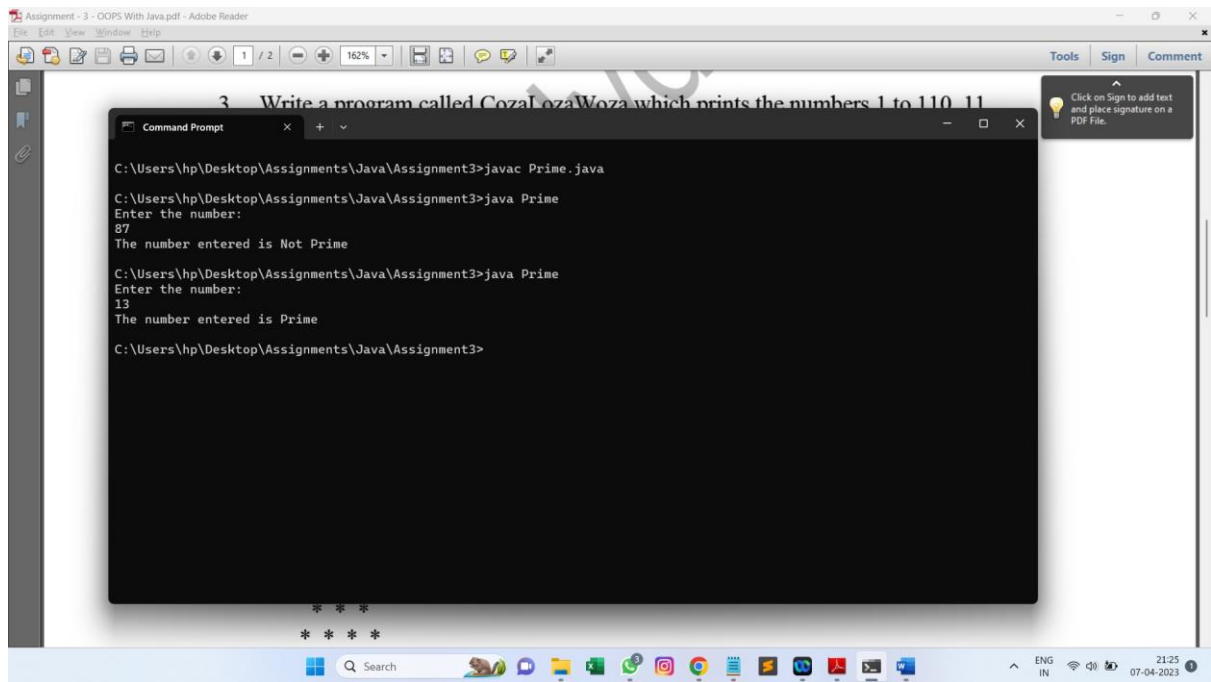 Assignment - 3 - OOPS With Java.pdf - Adobe Reader
File Edit View Window Help
1 / 2 162% Tools Sign Comment
Click on Sign to add text
and place signature on a
PDF File.
3. Write a program called CozaLozaWoza which prints the numbers 1 to 110, 11
Command Prompt
C:\Users\hp\Desktop\Assignments\Java\Assignment3>javac Prime.java
C:\Users\hp\Desktop\Assignments\Java\Assignment3>java Prime
Enter the number:
87
The number entered is Not Prime
C:\Users\hp\Desktop\Assignments\Java\Assignment3>java Prime
Enter the number:
13
The number entered is Prime
C:\Users\hp\Desktop\Assignments\Java\Assignment3>
* * *
* * * *
Search
3
ENG
IN
21:25
07-04-2023
1